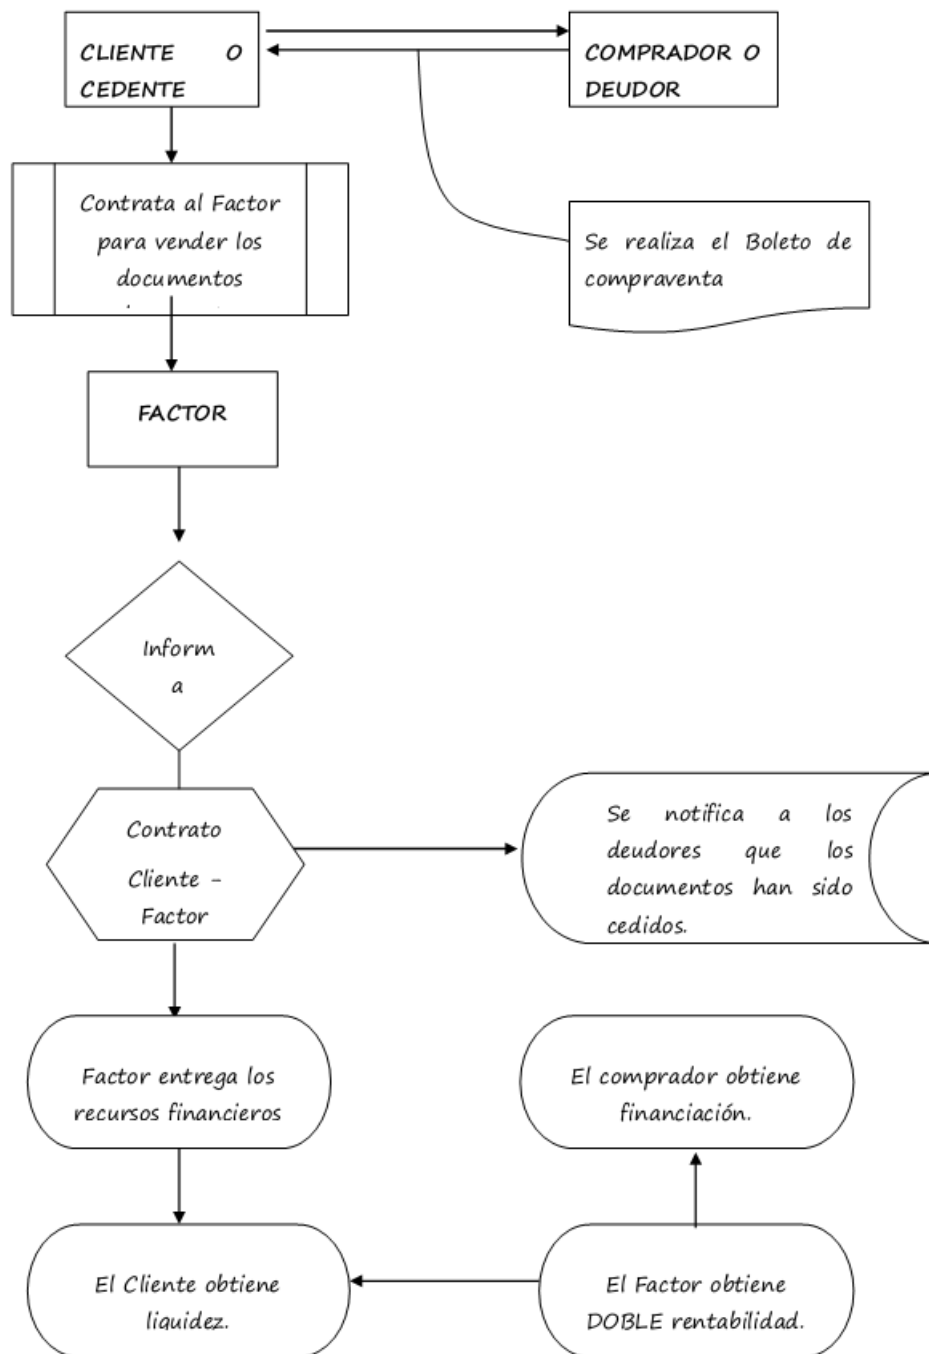 CLIENTE O
CEDENTE
COMPRADOR O
DEUDOR
Contrata al Factor
para vender los
documentos
Se realiza el Boleto de
compraventa
FACTOR
Inform
a
Contrato
Cliente -
Factor
Se notifica a los
deudores que los
documentos han sido
cedidos.
Factor entrega los
recursos financieros
El comprador obtiene
financiación.
El Cliente obtiene
liquidez.
El Factor obtiene
DOBLE rentabilidad.